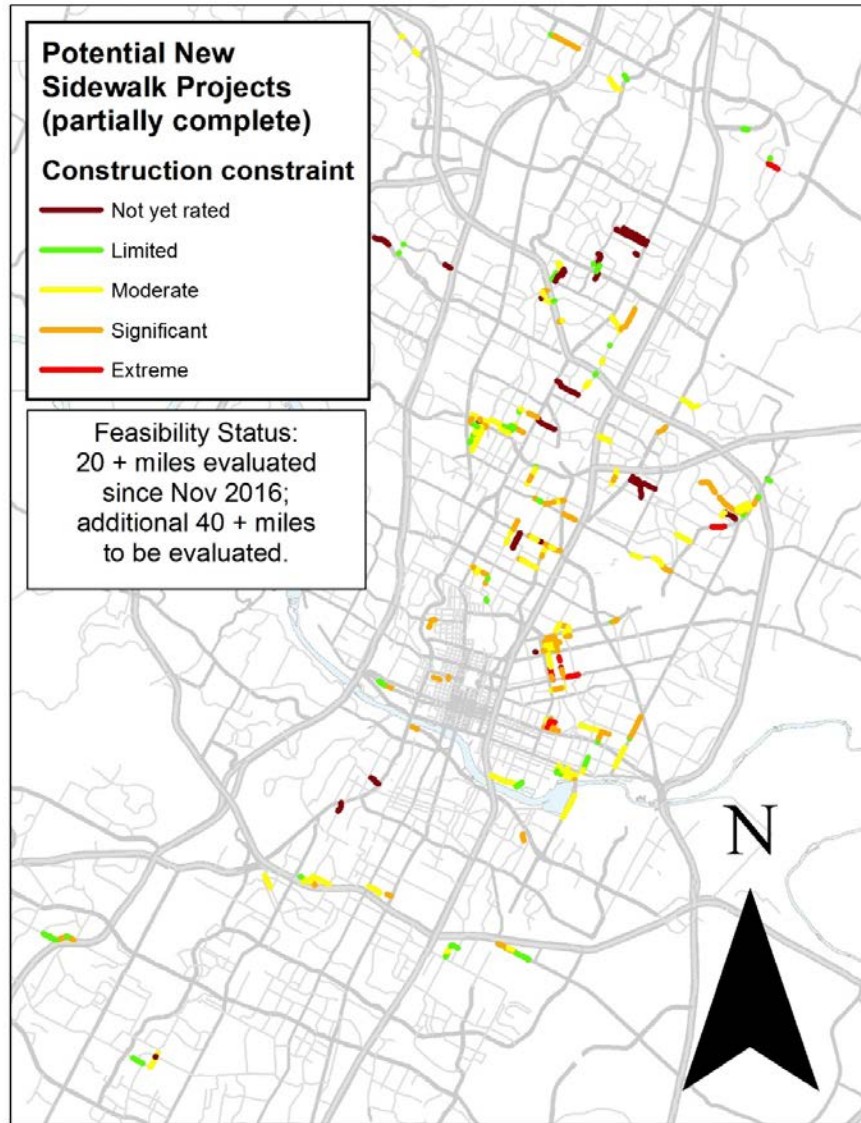 Potential New
Sidewalk Projects
(partially complete)
Construction constraint
Not yet rated
Limited
Moderate
Significant
Extreme
Feasibility Status:
20 + miles evaluated
since Nov 2016;
additional 40 + miles
to be evaluated.
N